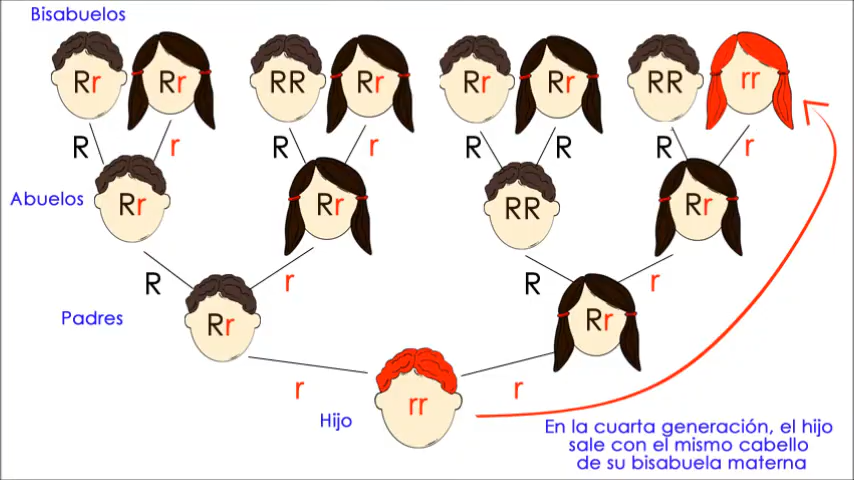 Bisabuelos
Rr Rr RR Rr Rr Rr RR rr
R r R r R R R r
Abuelos Rr Rr RR Rr
R r R r
Padres Rr Rr
r r
rr
Hijo
En la cuarta generación, el hijo
sale con el mismo cabello
de su bisabuela materna